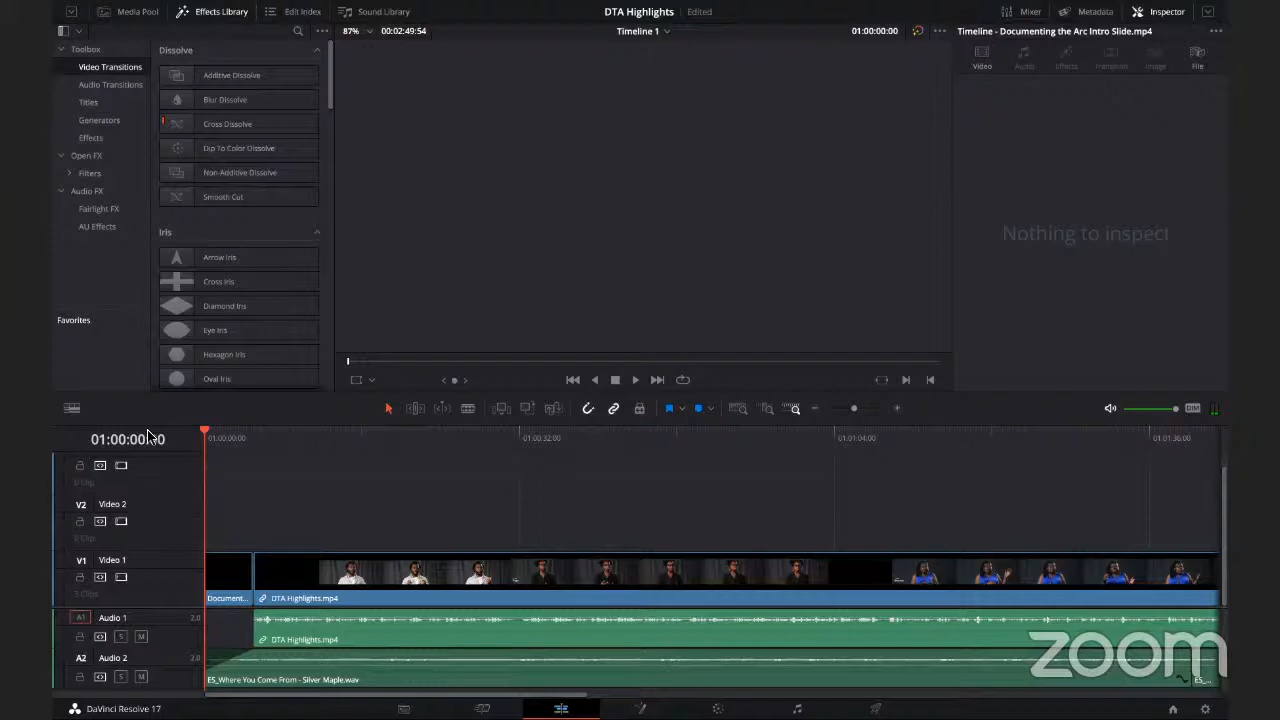 Media Pool Effects Library Edit Index Sound Library DTA Highlights Edited Mixer Metadata Inspector
87% 00:02:49:54 Timeline 1 01:00:00:00 Timeline - Documenting the Arc Intro Slide.mp4
Toolbox
Video Transitions
Audio Transitions
Titles
Generators
Effects
Open FX
Filters
Audio FX
Fairlight FX
AU Effects
Favorites
Dissolve
Additive Dissolve
Blur Dissolve
Cross Dissolve
Dip To Color Dissolve
Non-Additive Dissolve
Smooth Cut
Iris
Arrow Iris
Cross Iris
Diamond Iris
Eye Iris
Hexagon Iris
Oval Iris
Video Audio Effects Transition Image File
Nothing to inspect
DIM
01:00:00:00
01:00:00:00 01:00:32:00 01:01:04:00 01:01:36:00
0 Clip
V2 Video 2
0 Clip
V1 Video 1
3 Clips
Document... DTA Highlights.mp4
A1 Audio 1 2.0
S M
DTA Highlights.mp4
A2 Audio 2 2.0
S M
ES_Where You Come From - Silver Maple.wav ES_...
zoom
DaVinci Resolve 17